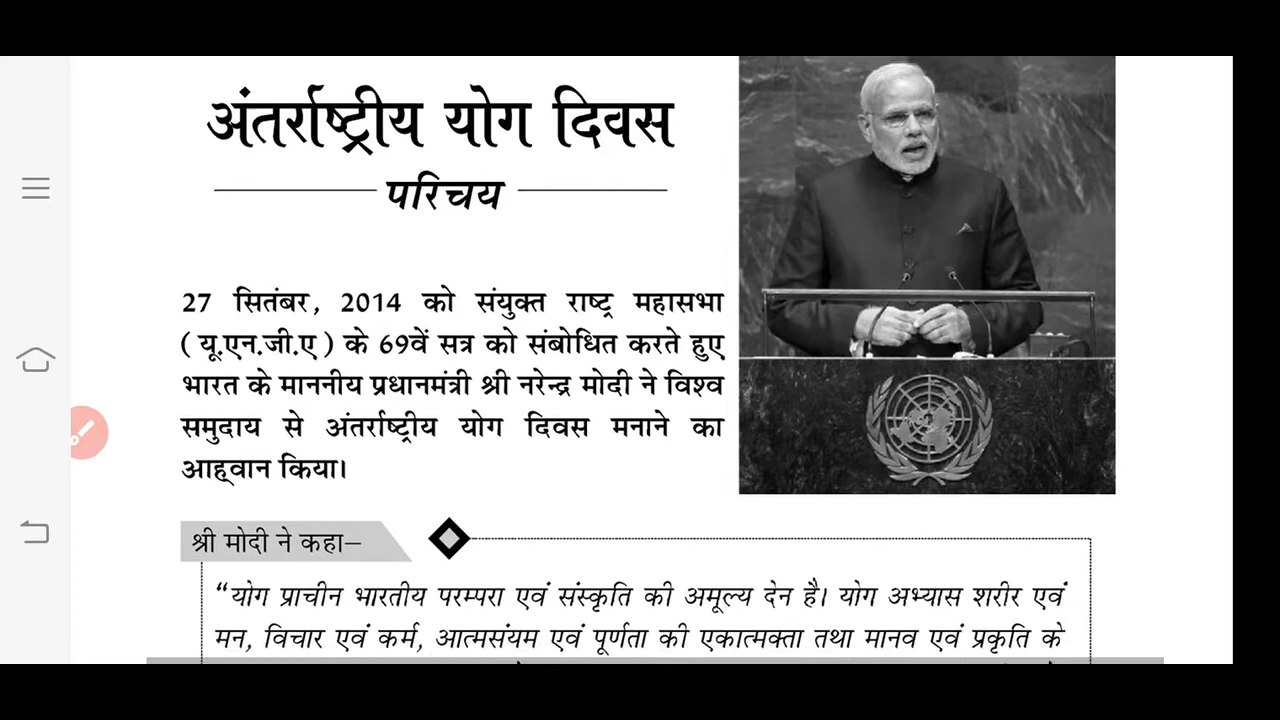 अंतर्राष्ट्रीय योग दिवस
परिचय
27 सितंबर, 2014 को संयुक्त राष्ट्र महासभा
(यू.एन.जी.ए) के 69वें सत्र को संबोधित करते हुए
भारत के माननीय प्रधानमंत्री श्री नरेन्द्र मोदी ने विश्व
समुदाय से अंतर्राष्ट्रीय योग दिवस मनाने का
आह्वान किया।
श्री मोदी ने कहा–
“योग प्राचीन भारतीय परम्परा एवं संस्कृति की अमूल्य देन है। योग अभ्यास शरीर एवं
मन, विचार एवं कर्म, आत्मसंयम एवं पूर्णता की एकात्मक्ता तथा मानव एवं प्रकृति के